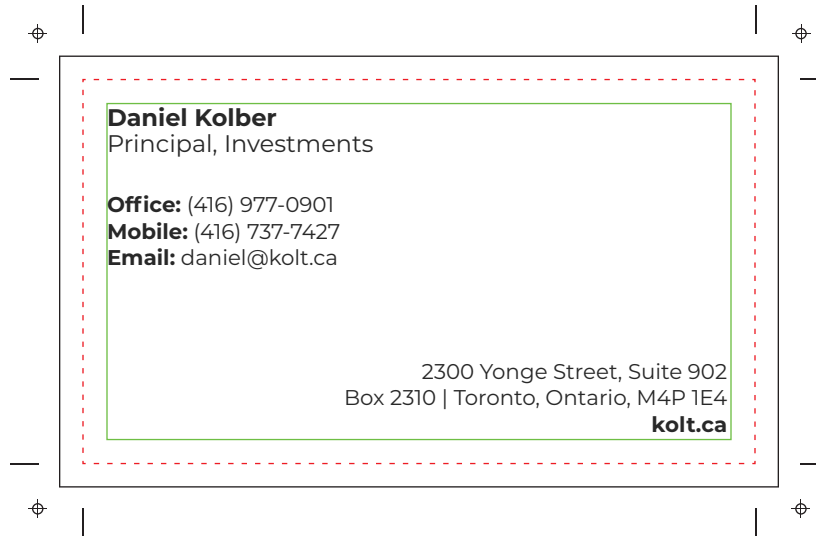 Daniel Kolber
Principal, Investments
Office: (416) 977-0901
Mobile: (416) 737-7427
Email: daniel@kolt.ca
2300 Yonge Street, Suite 902
Box 2310 | Toronto, Ontario, M4P 1E4
kolt.ca